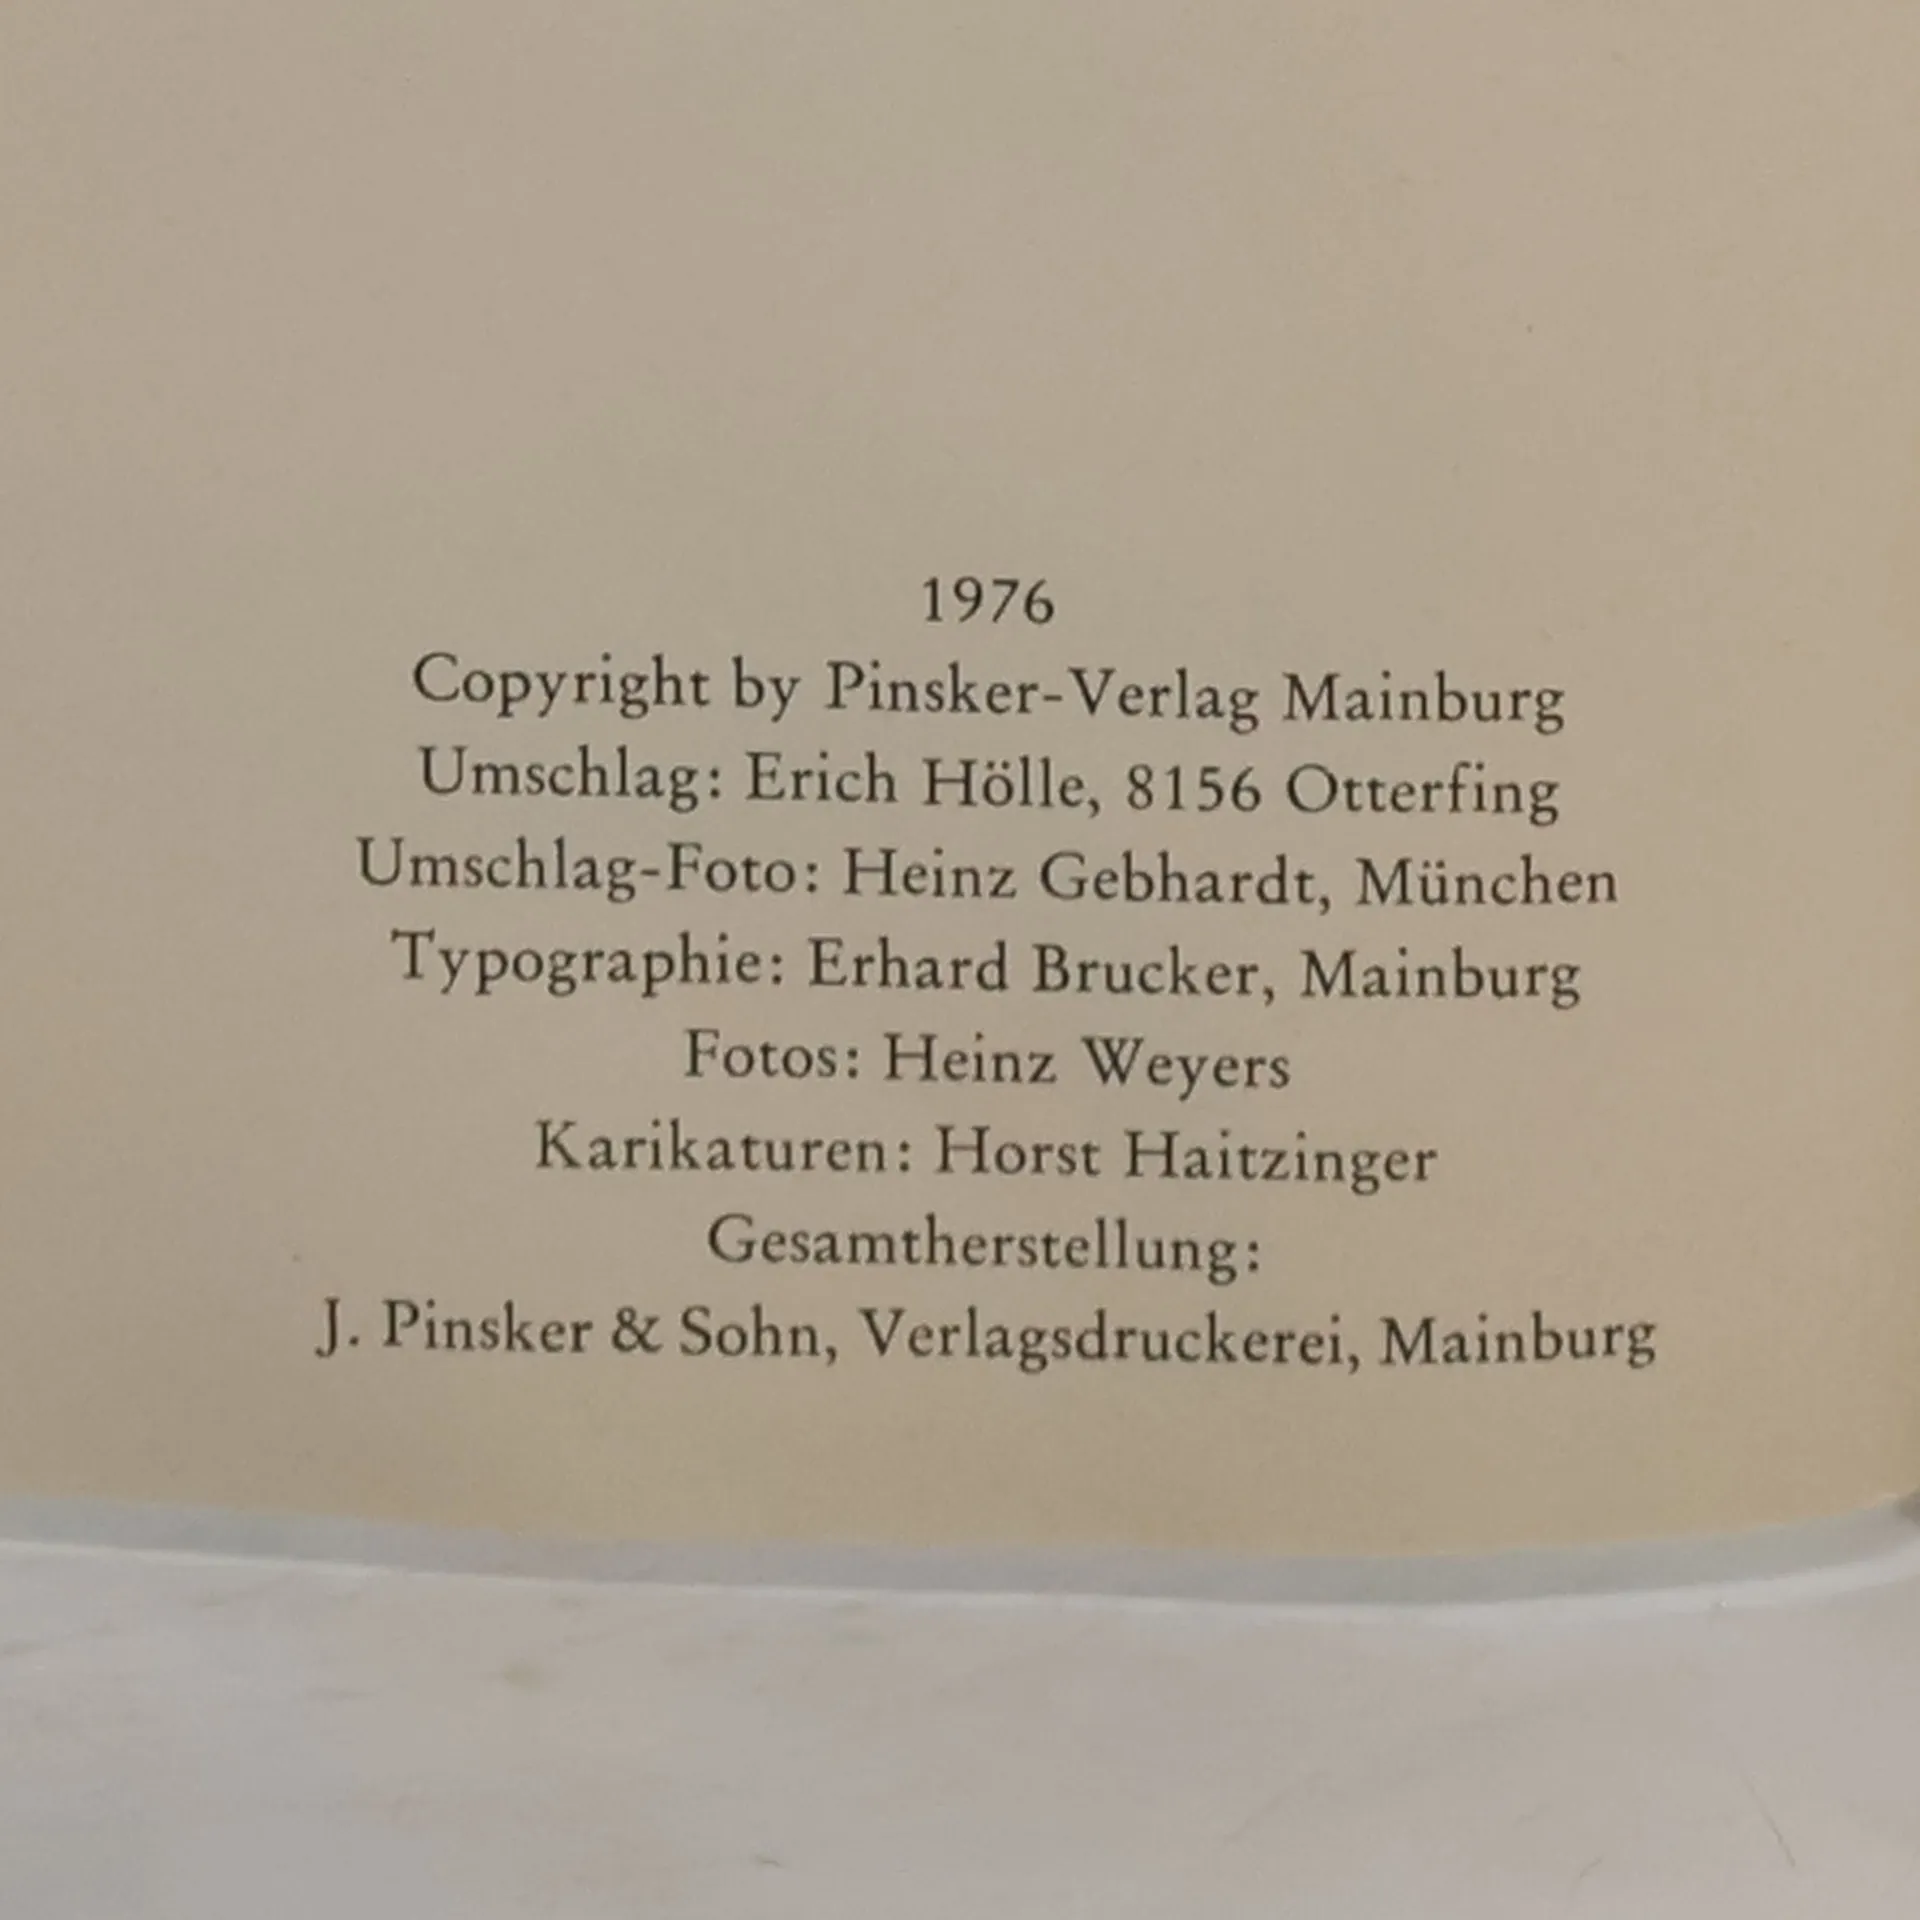 1976
Copyright by Pinsker-Verlag Mainburg
Umschlag: Erich Hölle, 8156 Otterfing
Umschlag-Foto: Heinz Gebhardt, München
Typographie: Erhard Brucker, Mainburg
Fotos: Heinz Weyers
Karikaturen: Horst Haitzinger
Gesamtherstellung:
J. Pinsker & Sohn, Verlagsdruckerei, Mainburg